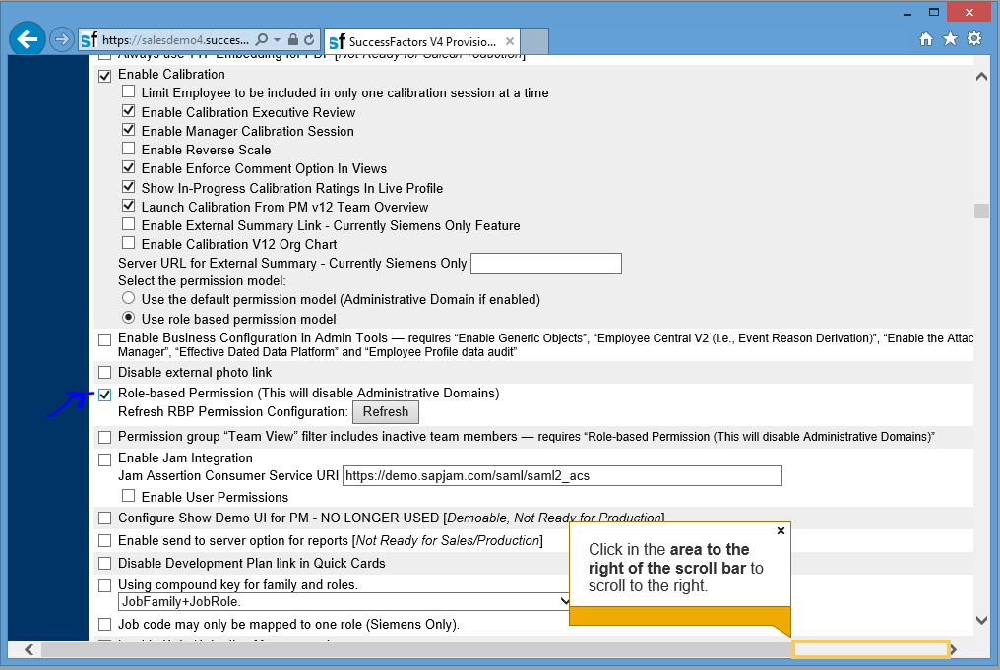 https://salesdemo4.succes...
SuccessFactors V4 Provisio...
Always use TTF Embedding for PDF [Not Ready for Sales/Production]
Enable Calibration
Limit Employee to be included in only one calibration session at a time
Enable Calibration Executive Review
Enable Manager Calibration Session
Enable Reverse Scale
Enable Enforce Comment Option In Views
Show In-Progress Calibration Ratings In Live Profile
Launch Calibration From PM v12 Team Overview
Enable External Summary Link - Currently Siemens Only Feature
Enable Calibration V12 Org Chart
Server URL for External Summary - Currently Siemens Only
Select the permission model:
Use the default permission model (Administrative Domain if enabled)
Use role based permission model
Enable Business Configuration in Admin Tools — requires “Enable Generic Objects”, “Employee Central V2 (i.e., Event Reason Derivation)”, “Enable the Attac
Manager”, “Effective Dated Data Platform” and “Employee Profile data audit”
Disable external photo link
Role-based Permission (This will disable Administrative Domains)
Refresh RBP Permission Configuration: Refresh
Permission group “Team View” filter includes inactive team members — requires “Role-based Permission (This will disable Administrative Domains)”
Enable Jam Integration
Jam Assertion Consumer Service URI https://demo.sapjam.com/saml/saml2_acs
Enable User Permissions
Configure Show Demo UI for PM - NO LONGER USED [Demoable, Not Ready for Production]
Enable send to server option for reports [Not Ready for Sales/Production]
Disable Development Plan link in Quick Cards
Using compound key for family and roles.
JobFamily+JobRole.
Job code may only be mapped to one role (Siemens Only).
Click in the area to the
right of the scroll bar to
scroll to the right.